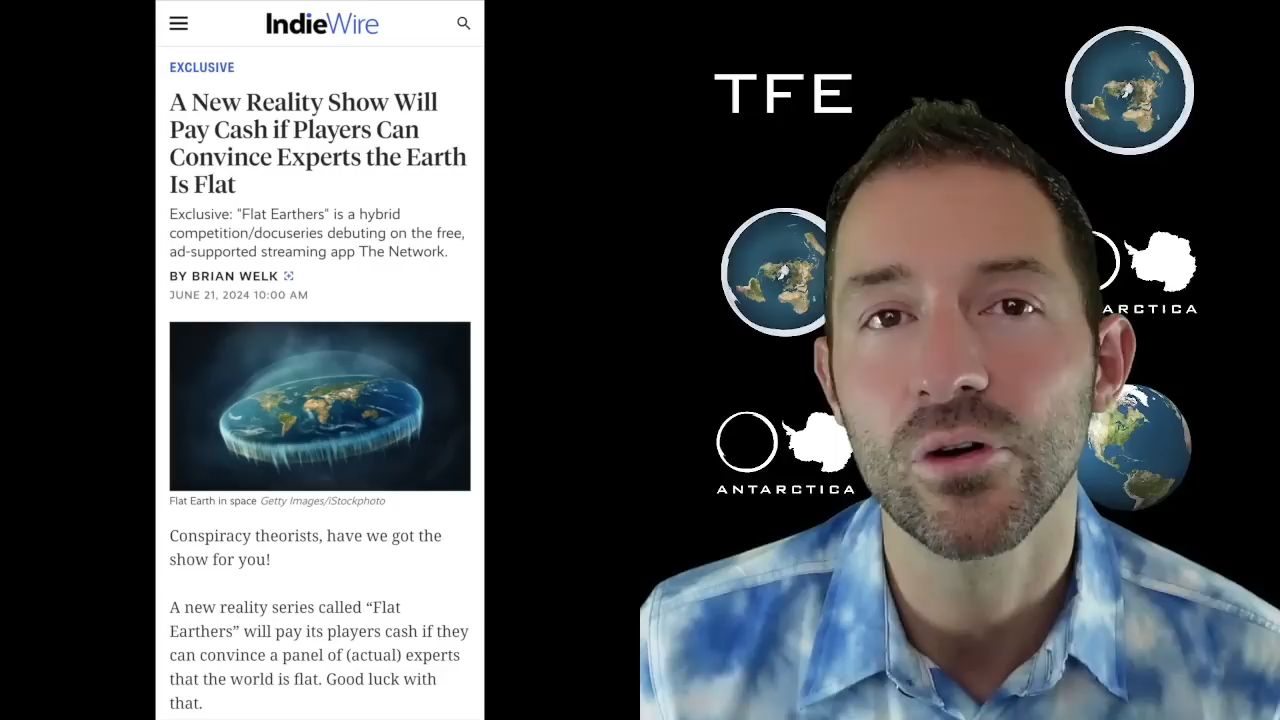 IndieWire
EXCLUSIVE
A New Reality Show Will
Pay Cash if Players Can
Convince Experts the Earth
Is Flat
Exclusive: "Flat Earthers" is a hybrid
competition/docuseries debuting on the free,
ad-supported streaming app The Network.
BY BRIAN WELK
JUNE 21, 2024 10:00 AM
Flat Earth in space Getty Images/iStockphoto
Conspiracy theorists, have we got the
show for you!
A new reality series called “Flat
Earthers” will pay its players cash if they
can convince a panel of (actual) experts
that the world is flat. Good luck with
that.
TFE
ARCTICA
ANTARCTICA